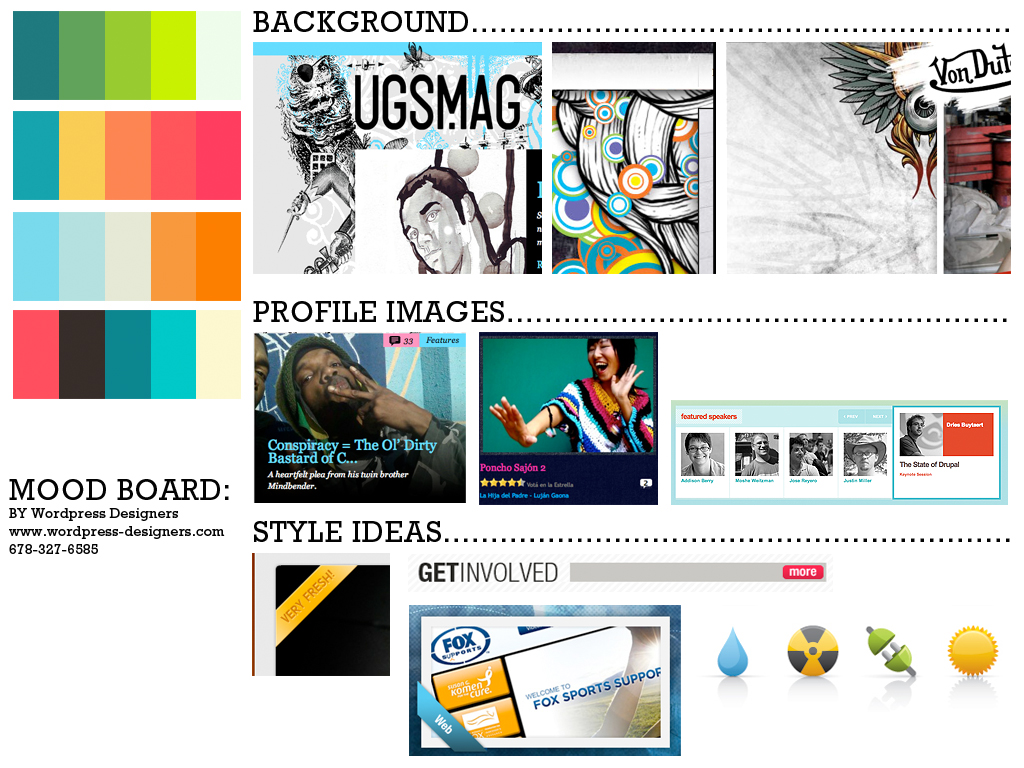 BACKGROUND
UGSMAG
Von Dut
PROFILE IMAGES
33
Features
Conspiracy = The Ol' Dirty
Bastard of C...
A heartfelt plea from his twin brother
Mindbender.
Poncho Sajón 2
Votá en la Estrella
2
La Hija del Padre - Luján Gaona
featured speakers
< PREV
NEXT >
Addison Berry
Moshe Weitzman
Jose Reyero
Justin Miller
Dries Buytaert
The State of Drupal
Keynote Session
MOOD BOARD:
BY Wordpress Designers
www.wordpress-designers.com
678-327-6585
STYLE IDEAS
VERY FRESH!
GETINVOLVED
more
FOX
SUPPORTS
susan g.
komen
for the
cure.
WELCOME TO
FOX SPORTS SUPPOR
Web